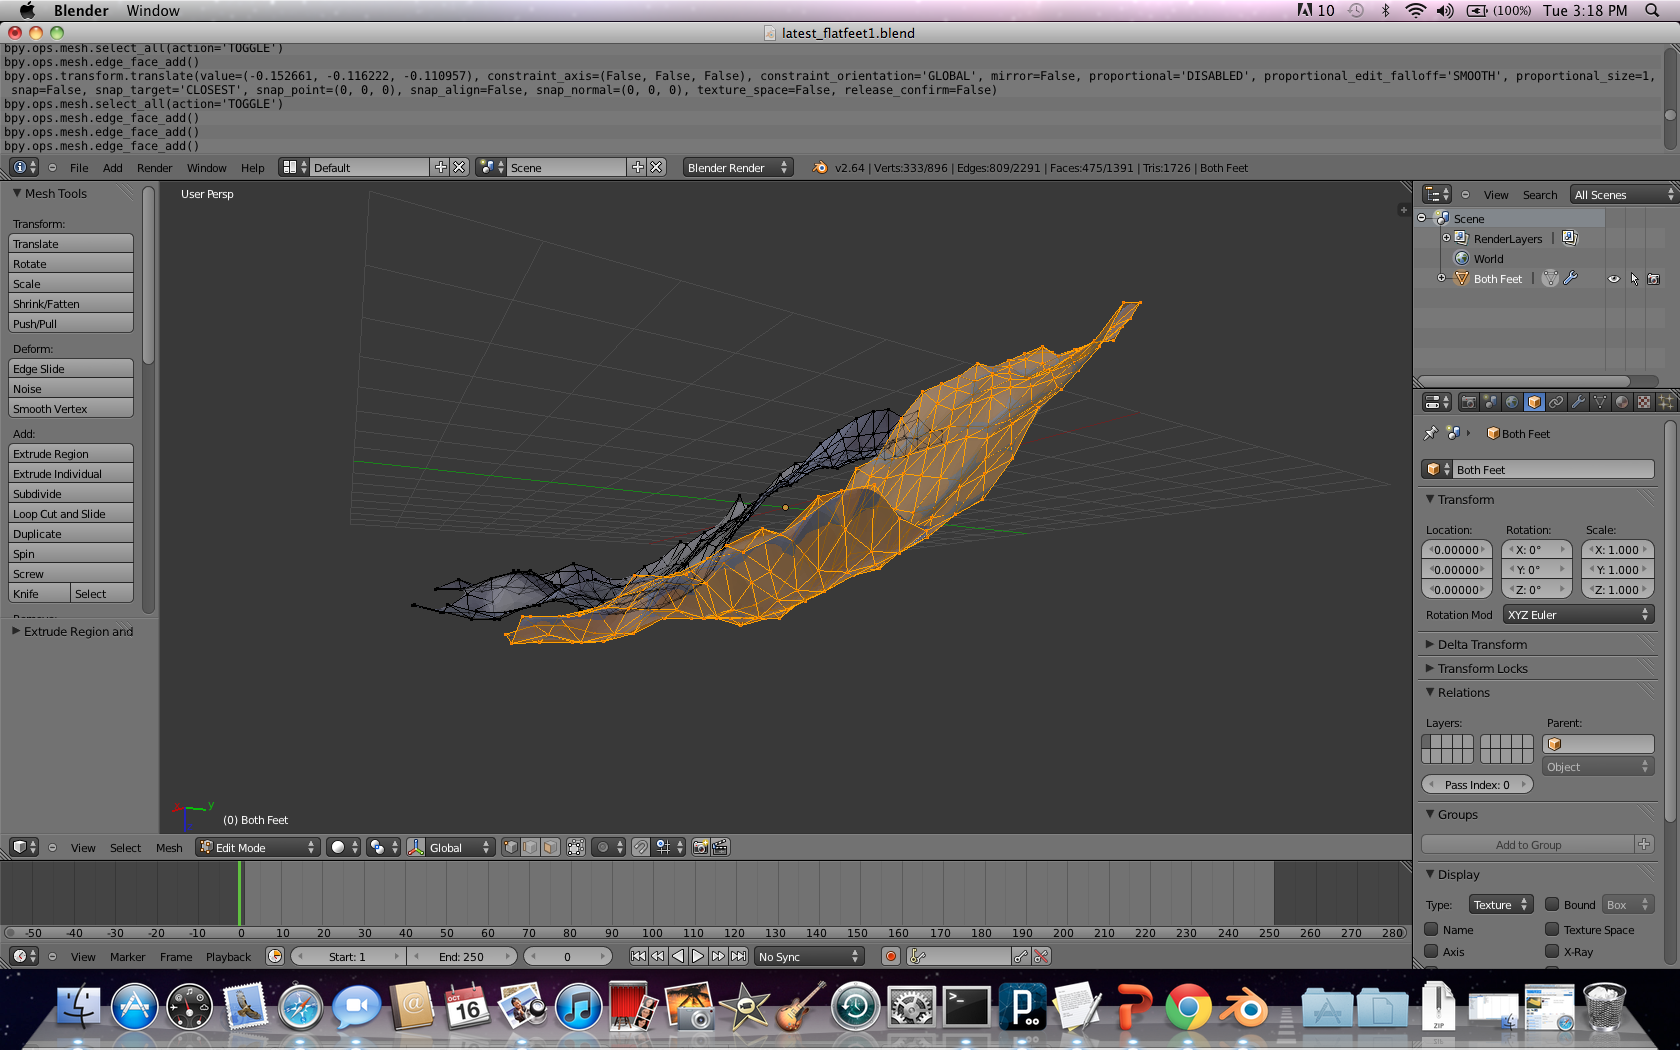 Blender Window
10 (100%) Tue 3:18 PM
latest_flatfeet1.blend
bpy.ops.mesh.select_all(action='TOGGLE')
bpy.ops.mesh.edge_face_add()
bpy.ops.transform.translate(value=(-0.152661, -0.116222, -0.110957), constraint_axis=(False, False, False), constraint_orientation='GLOBAL', mirror=False, proportional='DISABLED', proportional_edit_falloff='SMOOTH', proportional_size=1,
snap=False, snap_target='CLOSEST', snap_point=(0, 0, 0), snap_align=False, snap_normal=(0, 0, 0), texture_space=False, release_confirm=False)
bpy.ops.mesh.select_all(action='TOGGLE')
bpy.ops.mesh.edge_face_add()
bpy.ops.mesh.edge_face_add()
bpy.ops.mesh.edge_face_add()
File Add Render Window Help Default Scene Blender Render v2.64 | Verts:333/896 | Edges:809/2291 | Faces:475/1391 | Tris:1726 | Both Feet
Mesh Tools
Transform:
Translate
Rotate
Scale
Shrink/Fatten
Push/Pull
Deform:
Edge Slide
Noise
Smooth Vertex
Add:
Extrude Region
Extrude Individual
Subdivide
Loop Cut and Slide
Duplicate
Spin
Screw
Knife Select
Extrude Region and
User Persp
y
(0) Both Feet
View Search All Scenes
Scene
RenderLayers
World
Both Feet
Both Feet
Both Feet
Transform
Location: Rotation: Scale:
0.00000 X: 0° X: 1.000
0.00000 Y: 0° Y: 1.000
0.00000 Z: 0° Z: 1.000
Rotation Mod XYZ Euler
Delta Transform
Transform Locks
Relations
Layers: Parent:
Object
Pass Index: 0
Groups
Add to Group
Display
Type: Texture Bound Box
Name Texture Space
Axis X-Ray
View Select Mesh Edit Mode Global
-50 -40 -30 -20 -10 0 10 20 30 40 50 60 70 80 90 100 110 120 130 140 150 160 170 180 190 200 210 220 230 240 250 260 270 280
View Marker Frame Playback Start: 1 End: 250 0 No Sync
OCT
16
ZIP